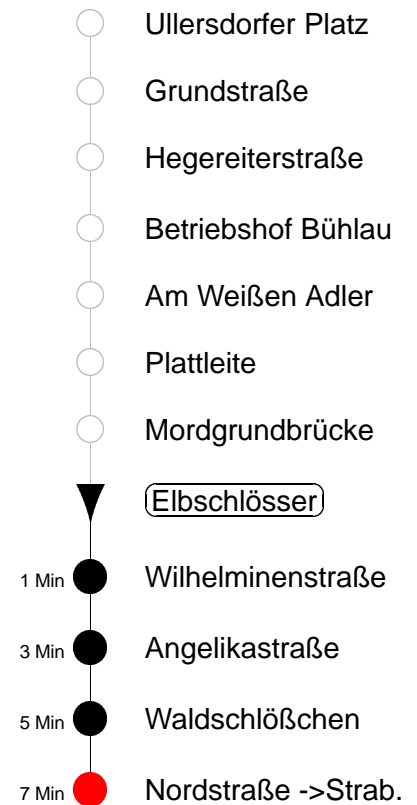 Ullersdorfer Platz
Grundstraße
Hegereiterstraße
Betriebshof Bühlau
Am Weißen Adler
Plattleite
Mordgrundbrücke
Elbschlösser
1 Min Wilhelminenstraße
3 Min Angelikastraße
5 Min Waldschlößchen
7 Min Nordstraße ->Strab.